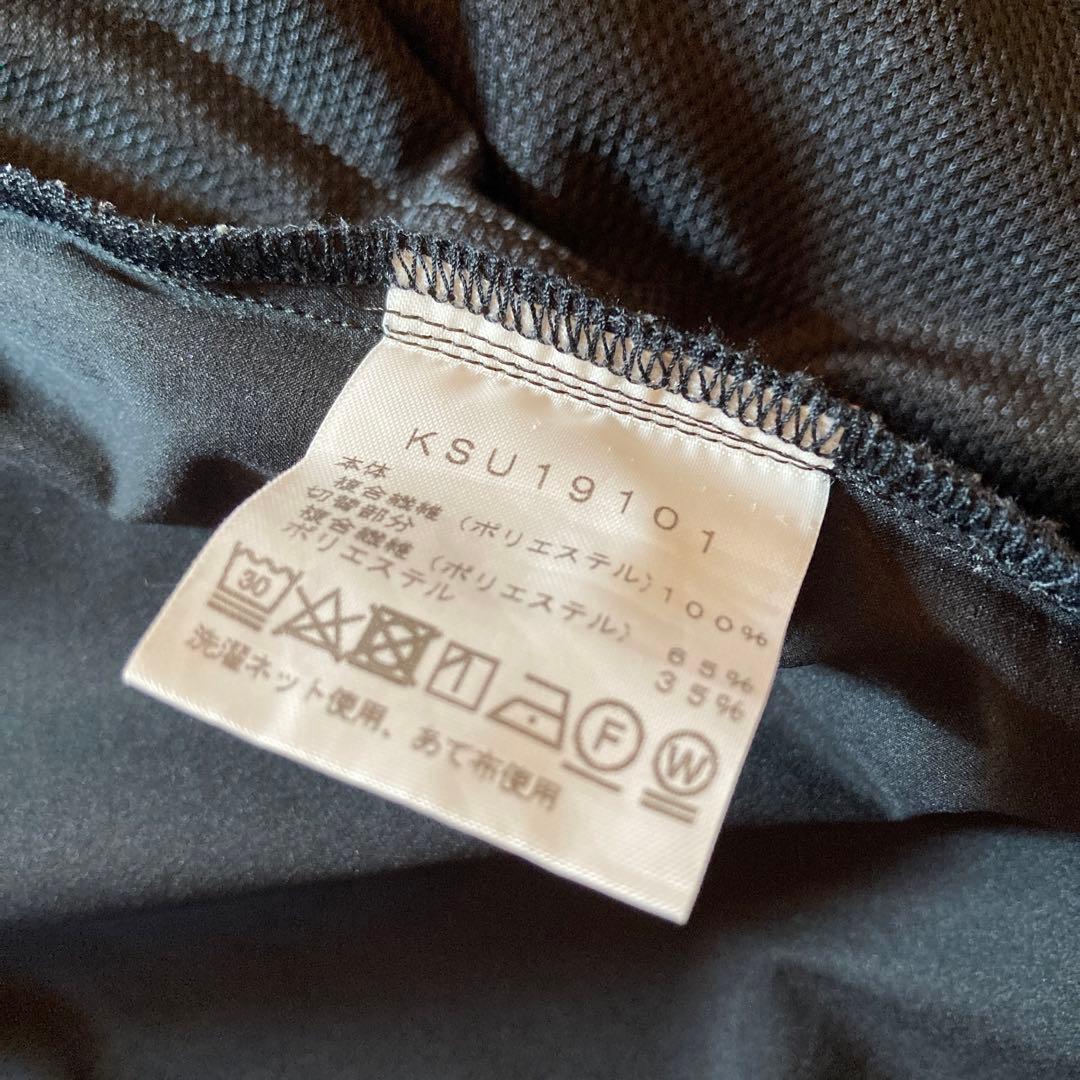 KSU19101
本体
複合繊維（ポリエステル）100%
切替部分
複合繊維（ポリエステル） 65%
ポリエステル 35%
30 F W
洗濯ネット使用、あて布使用